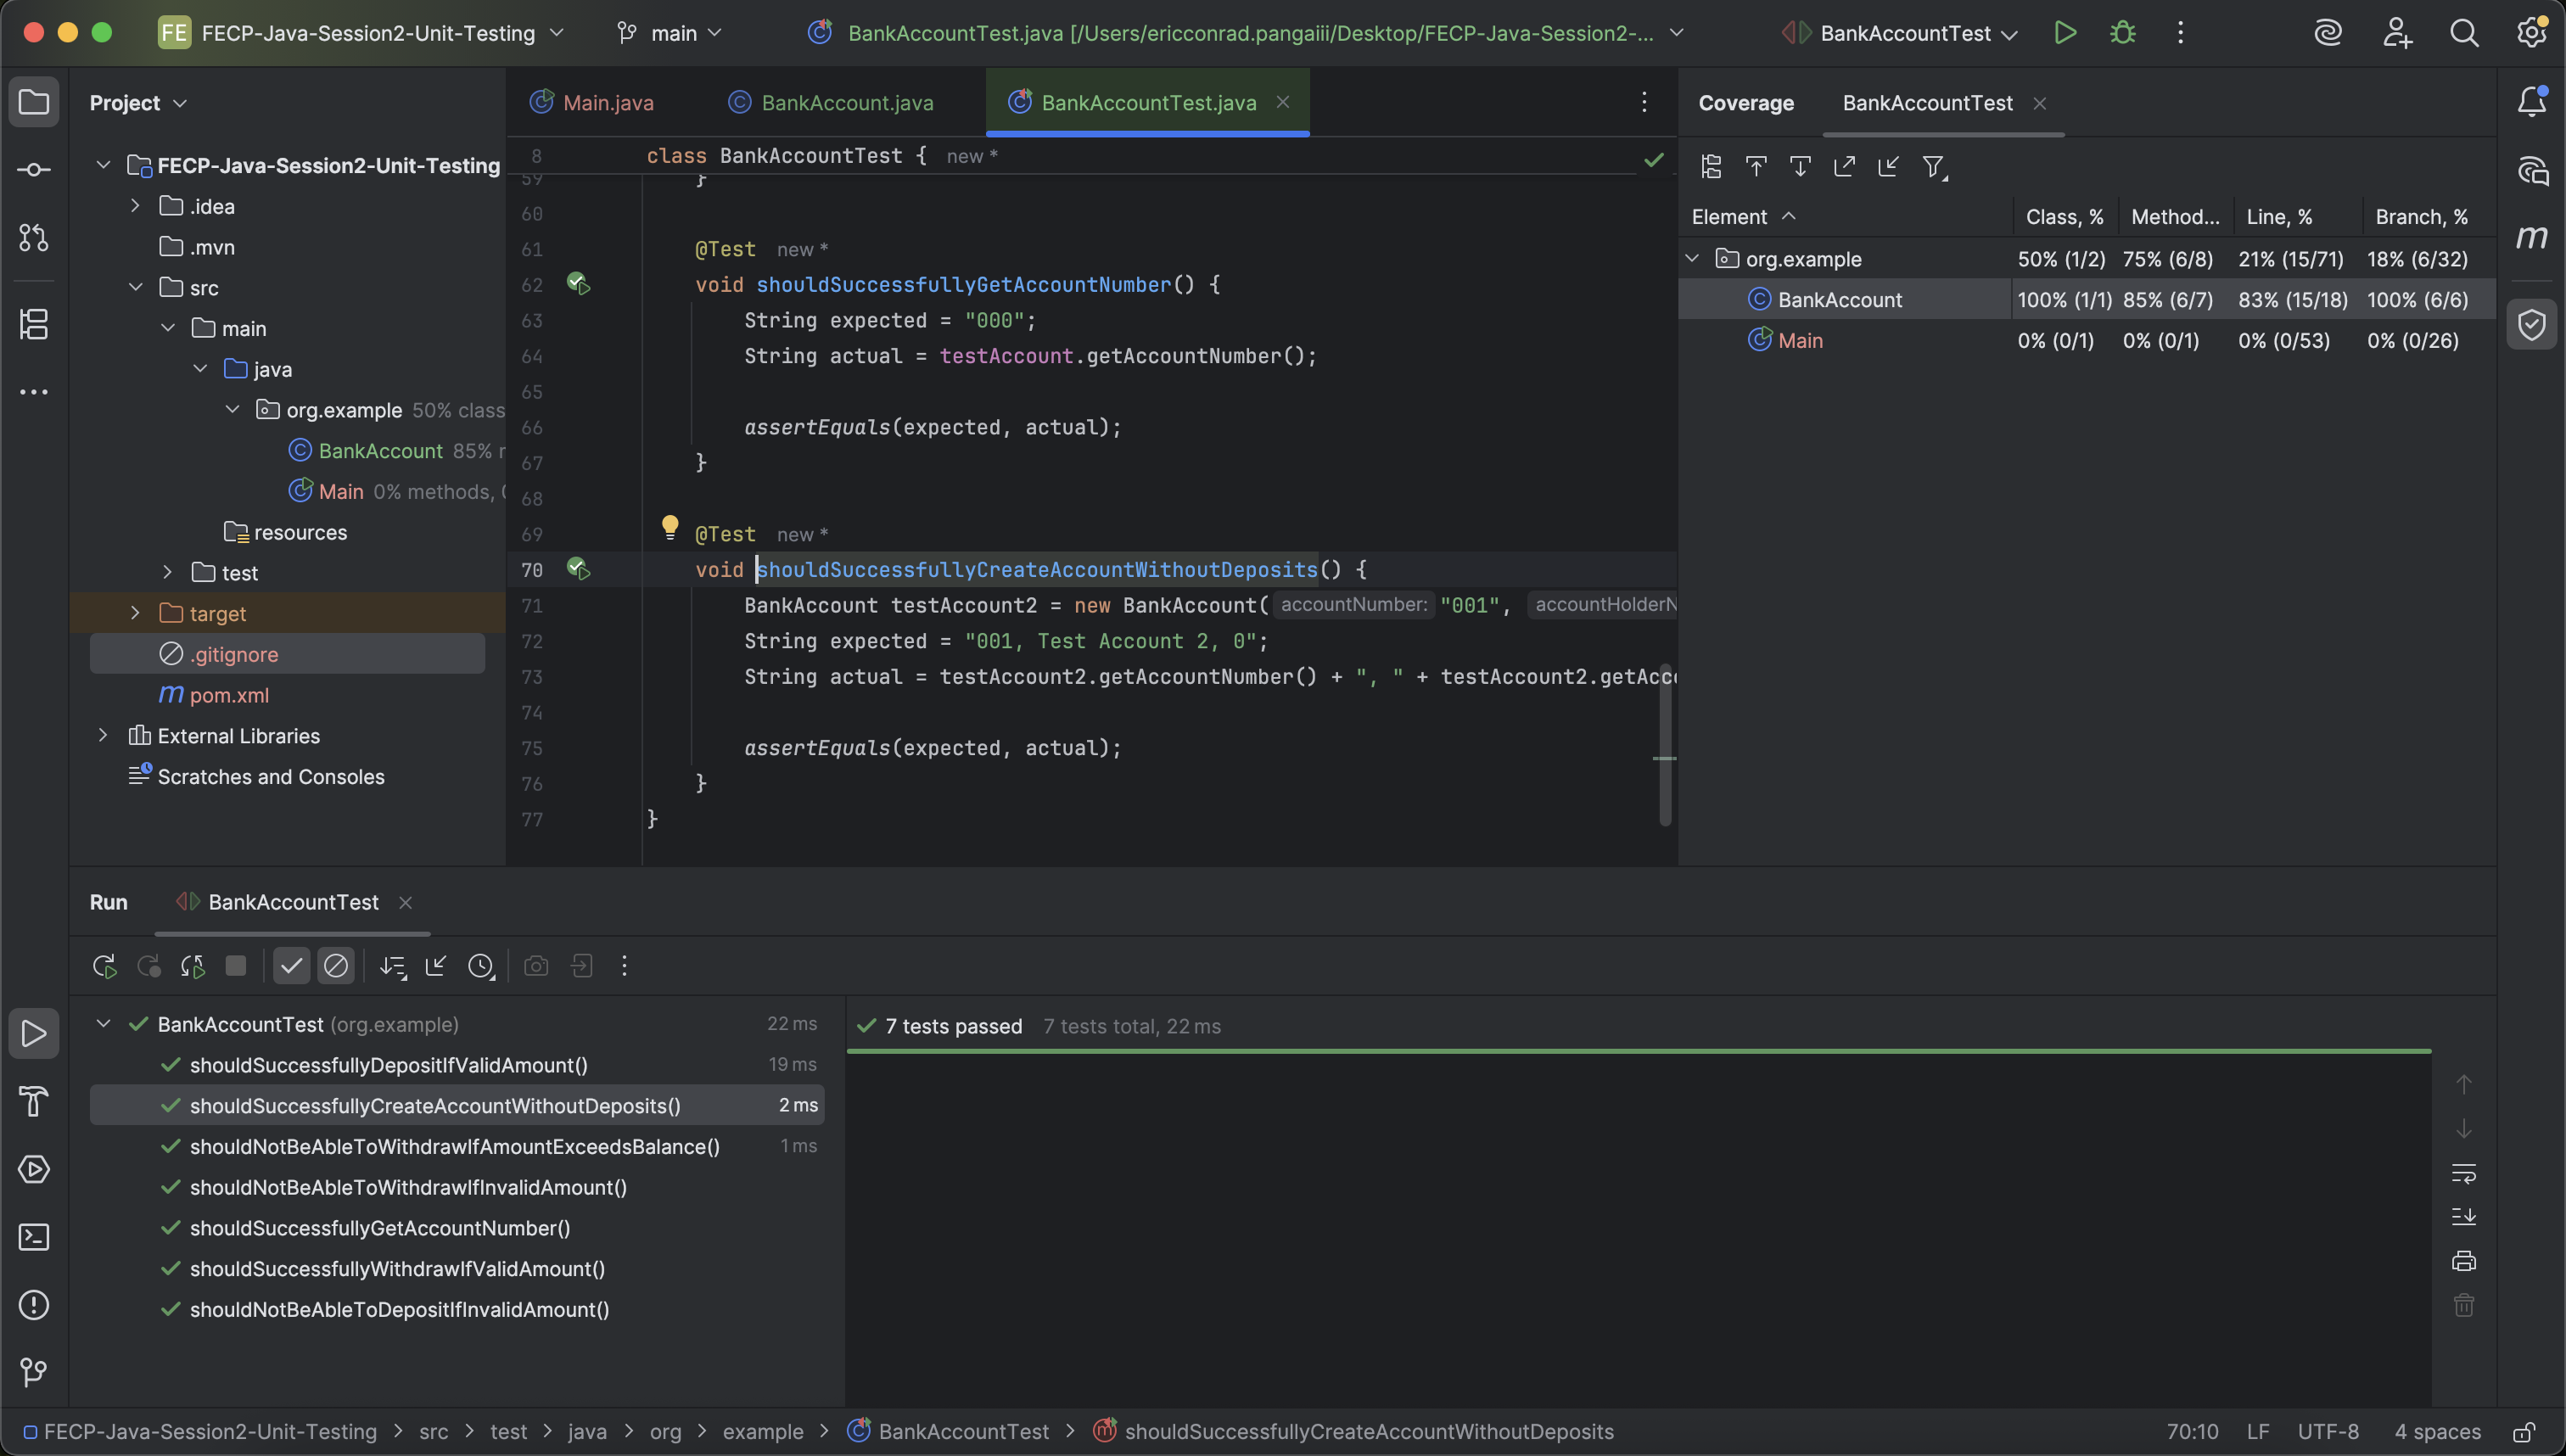 FE FECP-Java-Session2-Unit-Testing main BankAccountTest.java [/Users/ericconrad.pangaiii/Desktop/FECP-Java-Session2-... BankAccountTest
Project
FECP-Java-Session2-Unit-Testing
.idea
.mvn
src
main
java
org.example 50% class
BankAccount 85%
Main 0% methods,
resources
test
target
.gitignore
m pom.xml
External Libraries
Scratches and Consoles
Main.java BankAccount.java BankAccountTest.java
8 class BankAccountTest { new *
59 }
60
61 @Test new *
62 void shouldSuccessfullyGetAccountNumber() {
63 String expected = "000";
64 String actual = testAccount.getAccountNumber();
65
66 assertEquals(expected, actual);
67 }
68
69 @Test new *
70 void shouldSuccessfullyCreateAccountWithoutDeposits() {
71 BankAccount testAccount2 = new BankAccount( accountNumber: "001", accountHolderN
72 String expected = "001, Test Account 2, 0";
73 String actual = testAccount2.getAccountNumber() + ", " + testAccount2.getAcc
74
75 assertEquals(expected, actual);
76 }
77 }
Coverage BankAccountTest
Element Class, % Method... Line, % Branch, %
org.example 50% (1/2) 75% (6/8) 21% (15/71) 18% (6/32)
BankAccount 100% (1/1) 85% (6/7) 83% (15/18) 100% (6/6)
Main 0% (0/1) 0% (0/1) 0% (0/53) 0% (0/26)
m
Run BankAccountTest
BankAccountTest (org.example) 22 ms
shouldSuccessfullyDepositIfValidAmount() 19 ms
shouldSuccessfullyCreateAccountWithoutDeposits() 2 ms
shouldNotBeAbleToWithdrawIfAmountExceedsBalance() 1 ms
shouldNotBeAbleToWithdrawIfInvalidAmount()
shouldSuccessfullyGetAccountNumber()
shouldSuccessfullyWithdrawIfValidAmount()
shouldNotBeAbleToDepositIfInvalidAmount()
7 tests passed 7 tests total, 22 ms
FECP-Java-Session2-Unit-Testing > src > test > java > org > example > BankAccountTest > shouldSuccessfullyCreateAccountWithoutDeposits 70:10 LF UTF-8 4 spaces